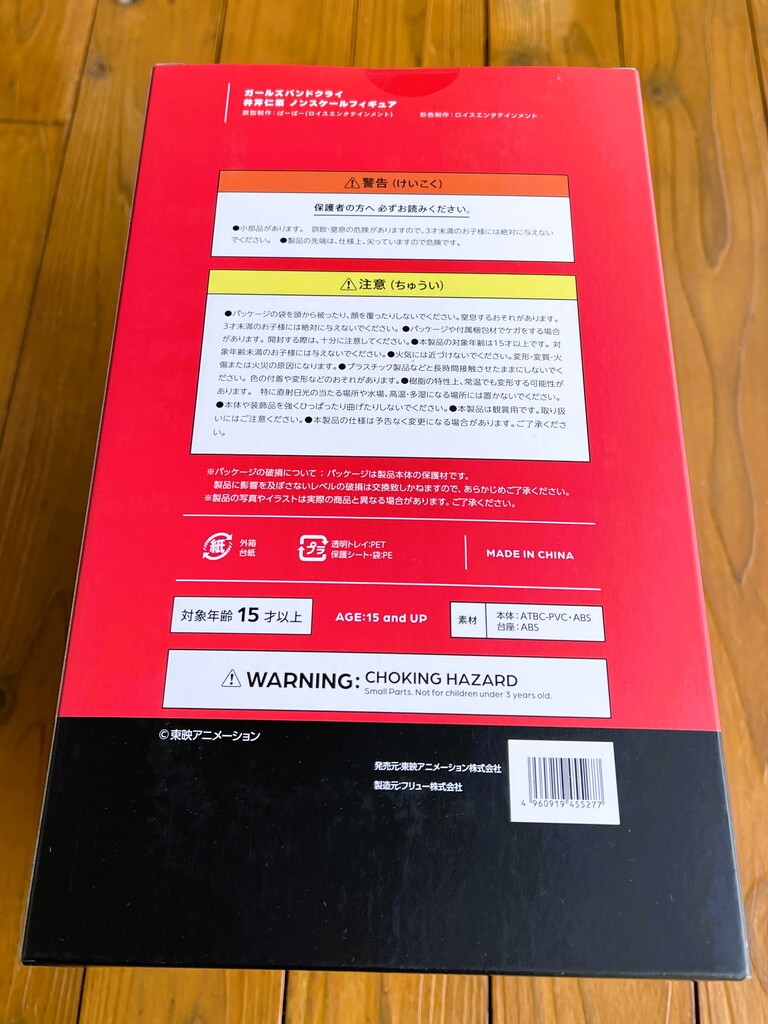 ガールズバンドクライ
井芹仁菜 ノンスケールフィギュア
原型制作：ぱーぱー(ロイスエンタテインメント)　彩色制作：ロイスエンタテインメント
⚠警告（けいこく）
保護者の方へ 必ずお読みください。
●小部品があります。 誤飲・窒息の危険がありますので、3才未満のお子様には絶対に与えない
でください。 ●製品の先端は、仕様上、尖っていますので危険です。
⚠注意（ちゅうい）
●パッケージの袋を頭から被ったり、顔を覆ったりしないでください。窒息するおそれがあります。
3才未満のお子様には絶対に与えないでください。●パッケージや付属梱包材でケガをする場合
があります。 開封する際は、十分に注意してください。●本製品の対象年齢は15才以上です。対
象年齢未満のお子様には与えないでください。●火気には近づけないでください。変形・変質・火
傷または火災の原因になります。●プラスチック製品などと長時間接触させたままにしないでくだ
さい。色の付着や変形などのおそれがあります。●樹脂の特性上、常温でも変形する可能性が
あります。 特に直射日光の当たる場所や水場、高温・多湿になる場所には置かないでください。
●本体や装飾品を強くひっぱったり曲げたりしないでください。●本製品は観賞用です。取り扱
いにはご注意ください。●本製品の仕様は予告なく変更になる場合があります。ご了承くださ
い。
※パッケージの破損について：パッケージは製品本体の保護材です。
製品に影響を及ぼさないレベルの破損は交換致しかねますので、あらかじめご了承ください。
※製品の写真やイラストは実際の商品と異なる場合があります。ご了承ください。
紙 外箱
台紙
プラ 透明トレイ:PET
保護シート・袋:PE
MADE IN CHINA
対象年齢 15 才以上
AGE:15 and UP
素材
本体：ATBC-PVC・ABS
台座：ABS
⚠WARNING: CHOKING HAZARD
Small Parts. Not for children under 3 years old.
©東映アニメーション
発売元:東映アニメーション株式会社
製造元:フリュー株式会社
4 960919 455277